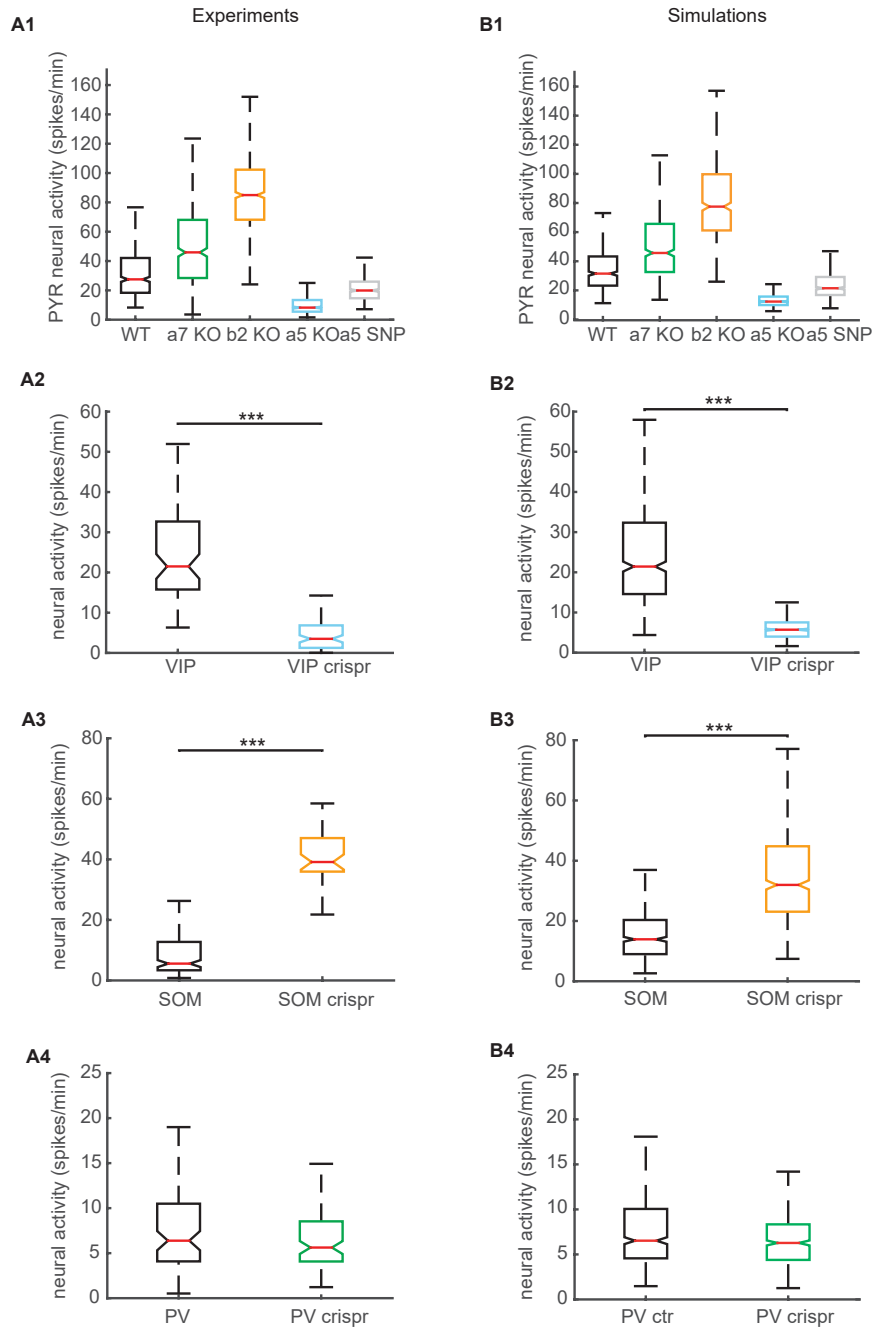 Experiments
Simulations
A1
PYR neural activity (spikes/min)
160
140
120
100
80
60
40
20
0
WT a7 KO b2 KO a5 KO a5 SNP
B1
PYR neural activity (spikes/min)
160
140
120
100
80
60
40
20
0
WT a7 KO b2 KO a5 KO a5 SNP
A2
neural activity (spikes/min)
60
50
40
30
20
10
0
***
VIP VIP crispr
B2
neural activity (spikes/min)
60
50
40
30
20
10
0
***
VIP VIP crispr
A3
neural activity (spikes/min)
80
60
40
20
0
***
SOM SOM crispr
B3
neural activity (spikes/min)
80
60
40
20
0
***
SOM SOM crispr
A4
neural activity (spikes/min)
25
20
15
10
5
0
PV PV crispr
B4
neural activity (spikes/min)
25
20
15
10
5
0
PV ctr PV crispr